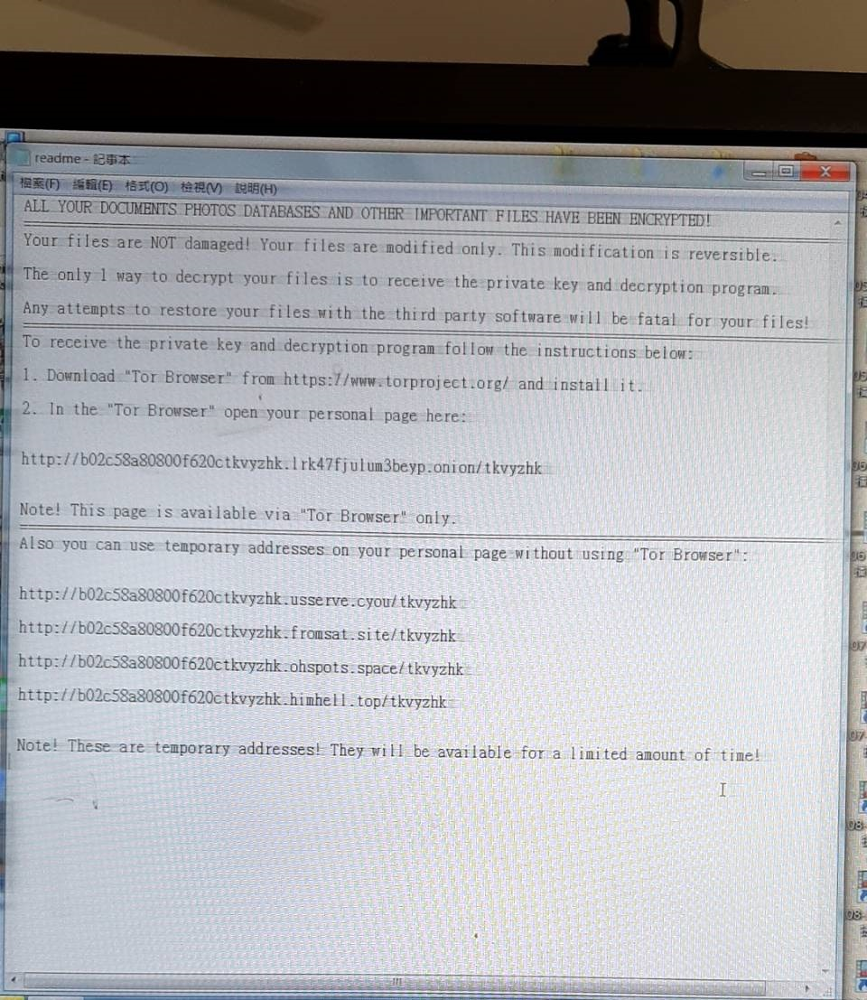 readme - 記事本
檔案(F) 編輯(E) 格式(O) 檢視(V) 說明(H)
ALL YOUR DOCUMENTS PHOTOS DATABASES AND OTHER IMPORTANT FILES HAVE BEEN ENCRYPTED!
Your files are NOT damaged! Your files are modified only. This modification is reversible.
The only 1 way to decrypt your files is to receive the private key and decryption program.
Any attempts to restore your files with the third party software will be fatal for your files!
To receive the private key and decryption program follow the instructions below:
1. Download "Tor Browser" from https://www.torproject.org/ and install it.
2. In the "Tor Browser" open your personal page here:
http://b02c58a80800f620ctkvyzhk.lrk47fjulum3beyp.onion/tkvyzhk
Note! This page is available via "Tor Browser" only.
Also you can use temporary addresses on your personal page without using "Tor Browser":
http://b02c58a80800f620ctkvyzhk.usserve.cyou/tkvyzhk
http://b02c58a80800f620ctkvyzhk.fromsat.site/tkvyzhk
http://b02c58a80800f620ctkvyzhk.ohspots.space/tkvyzhk
http://b02c58a80800f620ctkvyzhk.himhell.top/tkvyzhk
Note! These are temporary addresses! They will be available for a limited amount of time!